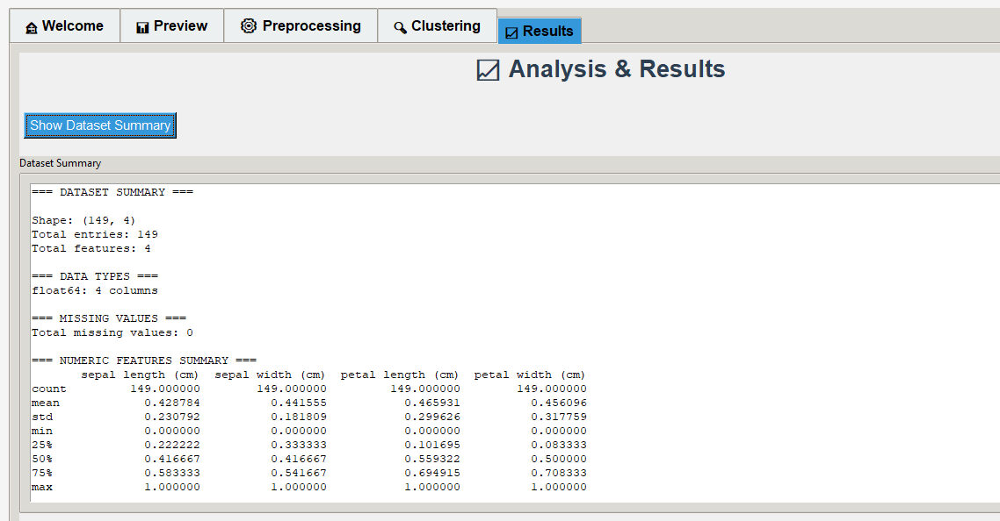 Welcome Preview Preprocessing Clustering Results
Analysis & Results
Show Dataset Summary
Dataset Summary
=== DATASET SUMMARY ===
Shape: (149, 4)
Total entries: 149
Total features: 4
=== DATA TYPES ===
float64: 4 columns
=== MISSING VALUES ===
Total missing values: 0
=== NUMERIC FEATURES SUMMARY ===
sepal length (cm) sepal width (cm) petal length (cm) petal width (cm)
count 149.000000 149.000000 149.000000 149.000000
mean 0.428784 0.441555 0.465931 0.456096
std 0.230792 0.181809 0.299626 0.317759
min 0.000000 0.000000 0.000000 0.000000
25% 0.222222 0.333333 0.101695 0.083333
50% 0.416667 0.416667 0.559322 0.500000
75% 0.583333 0.541667 0.694915 0.708333
max 1.000000 1.000000 1.000000 1.000000